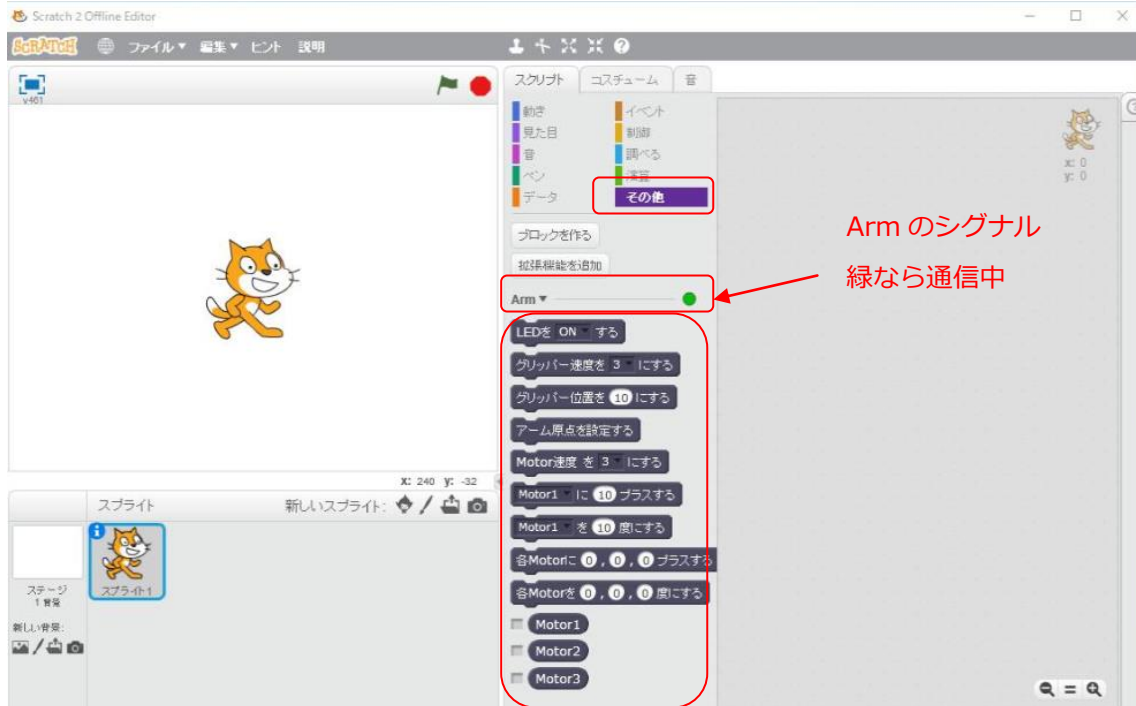 Scratch 2 Offline Editor
SCRATCH ファイル▼ 編集▼ ヒント 説明
v461
スクリプト コスチューム 音
動き イベント
見た目 制御
音 調べる
ペン 演算
データ その他
ブロックを作る
拡張機能を追加
Arm▼
LEDを ON する
グリッパー速度を 3 にする
グリッパー位置を 10 にする
アーム原点を設定する
Motor速度 を 3 にする
Motor1 に 10 プラスする
Motor1 を 10 度にする
各Motorに 0 , 0 , 0 プラスする
各Motorを 0 , 0 , 0 度にする
Motor1
Motor2
Motor3
x: 0
y: 0
Arm のシグナル
緑なら通信中
X: 240 y: -32
スプライト 新しいスプライト:
ステージ
1 背景
新しい背景:
スプライト1